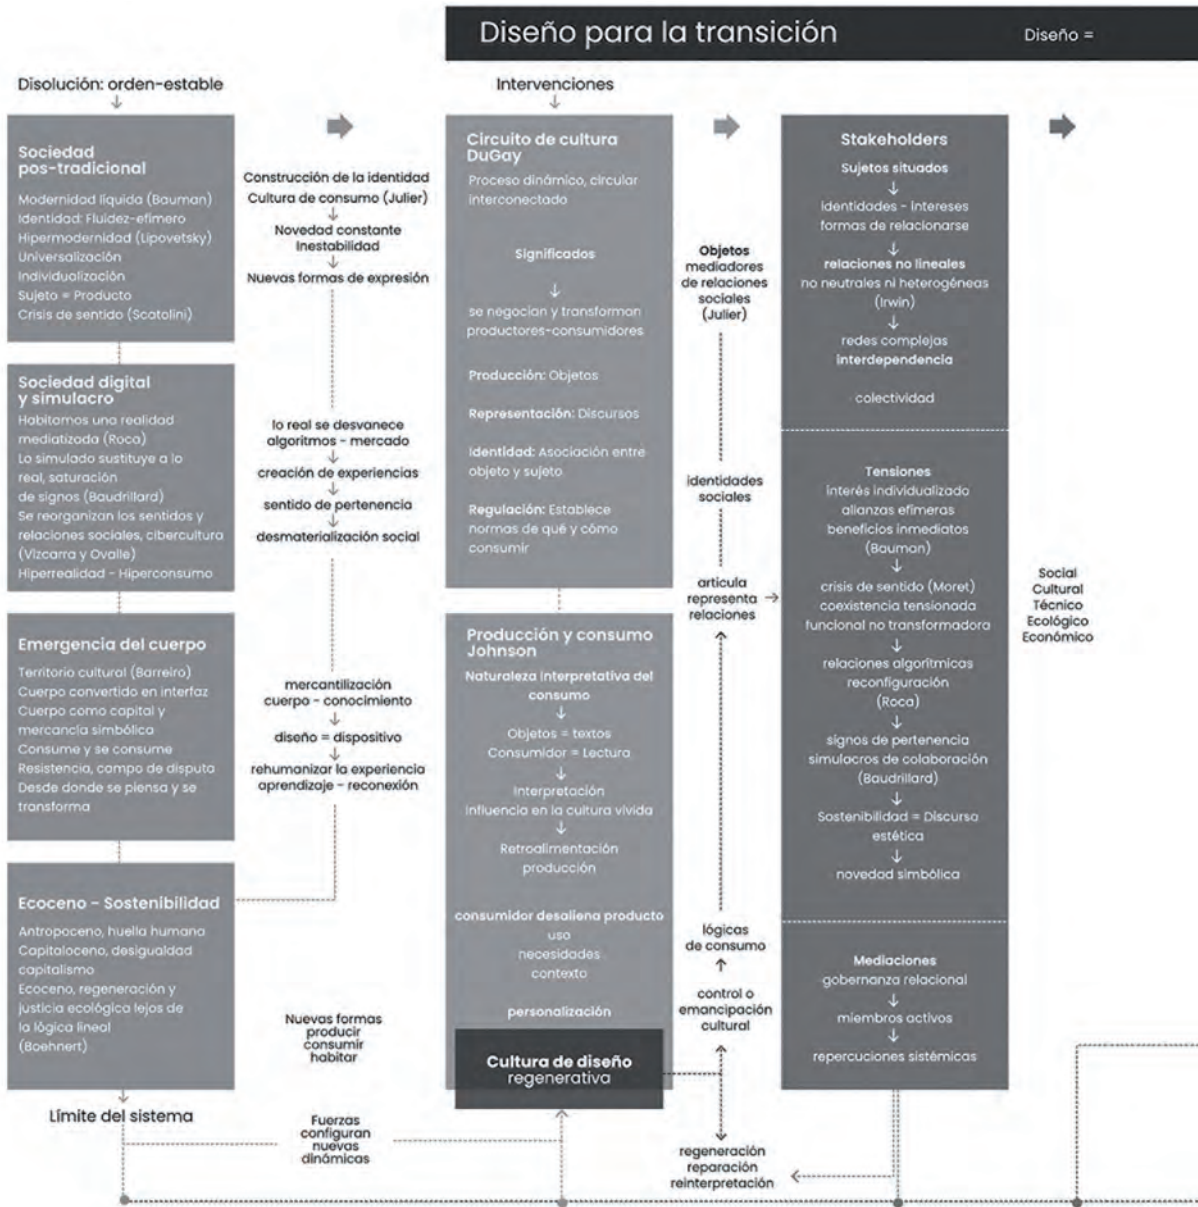 Diseño para la transición
Diseño =
Disolución: orden-estable
Sociedad
pos-tradicional
Modernidad líquida (Bauman)
Identidad: Fluidez-efímero
Hipermodernidad (Lipovetsky)
Universalización
Individualización
Sujeto = Producto
Crisis de sentido (Scatolini)
Sociedad digital
y simulacro
Habitamos una realidad
mediatizada (Roca)
Lo simulado sustituye a lo
real, saturación
de signos (Baudrillard)
Se reorganizan los sentidos y
relaciones sociales, cibercultura
(Vizcarra y Ovalle)
Hiperrealidad - Hiperconsumo
Emergencia del cuerpo
Territorio cultural (Barreiro)
Cuerpo convertido en interfaz
Cuerpo como capital y
mercancía simbólica
Consume y se consume
Resistencia, campo de disputa
Desde donde se piensa y se
transforma
Ecoceno - Sostenibilidad
Antropoceno, huella humana
Capitaloceno, desigualdad
capitalismo
Ecoceno, regeneración y
justicia ecológica lejos de
la lógica lineal
(Boehnert)
Límite del sistema
Construcción de la identidad
Cultura de consumo (Julier)
Novedad constante
Inestabilidad
Nuevas formas de expresión
lo real se desvanece
algoritmos - mercado
creación de experiencias
sentido de pertenencia
desmaterialización social
mercantilización
cuerpo - conocimiento
diseño = dispositivo
rehumanizar la experiencia
aprendizaje - reconexión
Nuevas formas
producir
consumir
habitar
Fuerzas
configuran
nuevas
dinámicas
Intervenciones
Circuito de cultura
DuGay
Proceso dinámico, circular
interconectado
Significados
se negocian y transforman
productores-consumidores
Producción: Objetos
Representación: Discursos
Identidad: Asociación entre
objeto y sujeto
Regulación: Establece
normas de qué y cómo
consumir
Producción y consumo
Johnson
Naturaleza interpretativa del
consumo
Objetos = textos
Consumidor = Lectura
Interpretación
influencia en la cultura vivida
Retroalimentación
producción
consumidor desaliena producto
uso
necesidades
contexto
personalización
Cultura de diseño
regenerativa
Objetos
mediadores
de relaciones
sociales
(Julier)
identidades
sociales
articula
representa
relaciones
lógicas
de consumo
control o
emancipación
cultural
regeneración
reparación
reinterpretación
Stakeholders
Sujetos situados
identidades - intereses
formas de relacionarse
relaciones no lineales
no neutrales ni heterogéneas
(Irwin)
redes complejas
interdependencia
colectividad
Tensiones
interés individualizado
alianzas efímeras
beneficios inmediatos
(Bauman)
crisis de sentido (Moret)
coexistencia tensionada
funcional no transformadora
relaciones algorítmicas
reconfiguración
(Roca)
signos de pertenencia
simulacros de colaboración
(Baudrillard)
Sostenibilidad = Discurso
estética
novedad simbólica
Mediaciones
gobernanza relacional
miembros activos
repercuciones sistémicas
Social
Cultural
Técnico
Ecológico
Económico